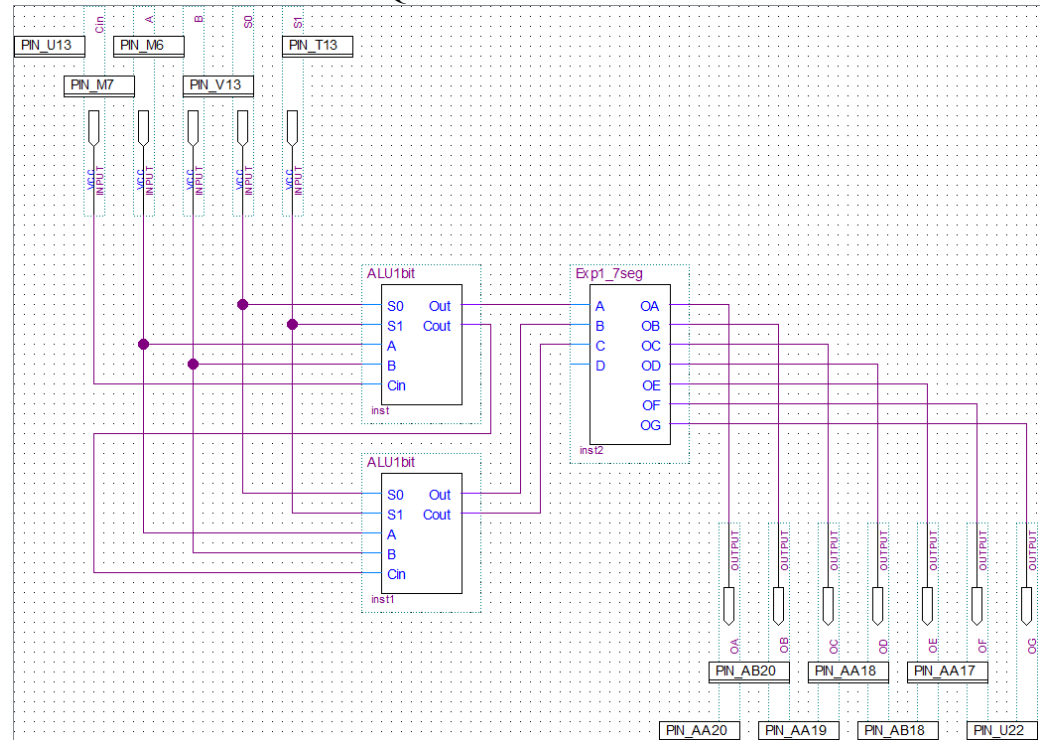 Cin A B S0 S1
PIN_U13 PIN_M6 PIN_T13
PIN_M7 PIN_V13
VCC VCC VCC VCC VCC
INPUT INPUT INPUT INPUT INPUT
ALU1bit
S0 Out
S1 Cout
A
B
Cin
inst
Exp1_7seg
A OA
B OB
C OC
D OD
OE
OF
OG
inst2
ALU1bit
S0 Out
S1 Cout
A
B
Cin
inst1
OUTPUT OUTPUT OUTPUT OUTPUT OUTPUT OUTPUT OUTPUT
OA OB OC OD OE OF OG
PIN_AB20 PIN_AA18 PIN_AA17
PIN_AA20 PIN_AA19 PIN_AB18 PIN_U22